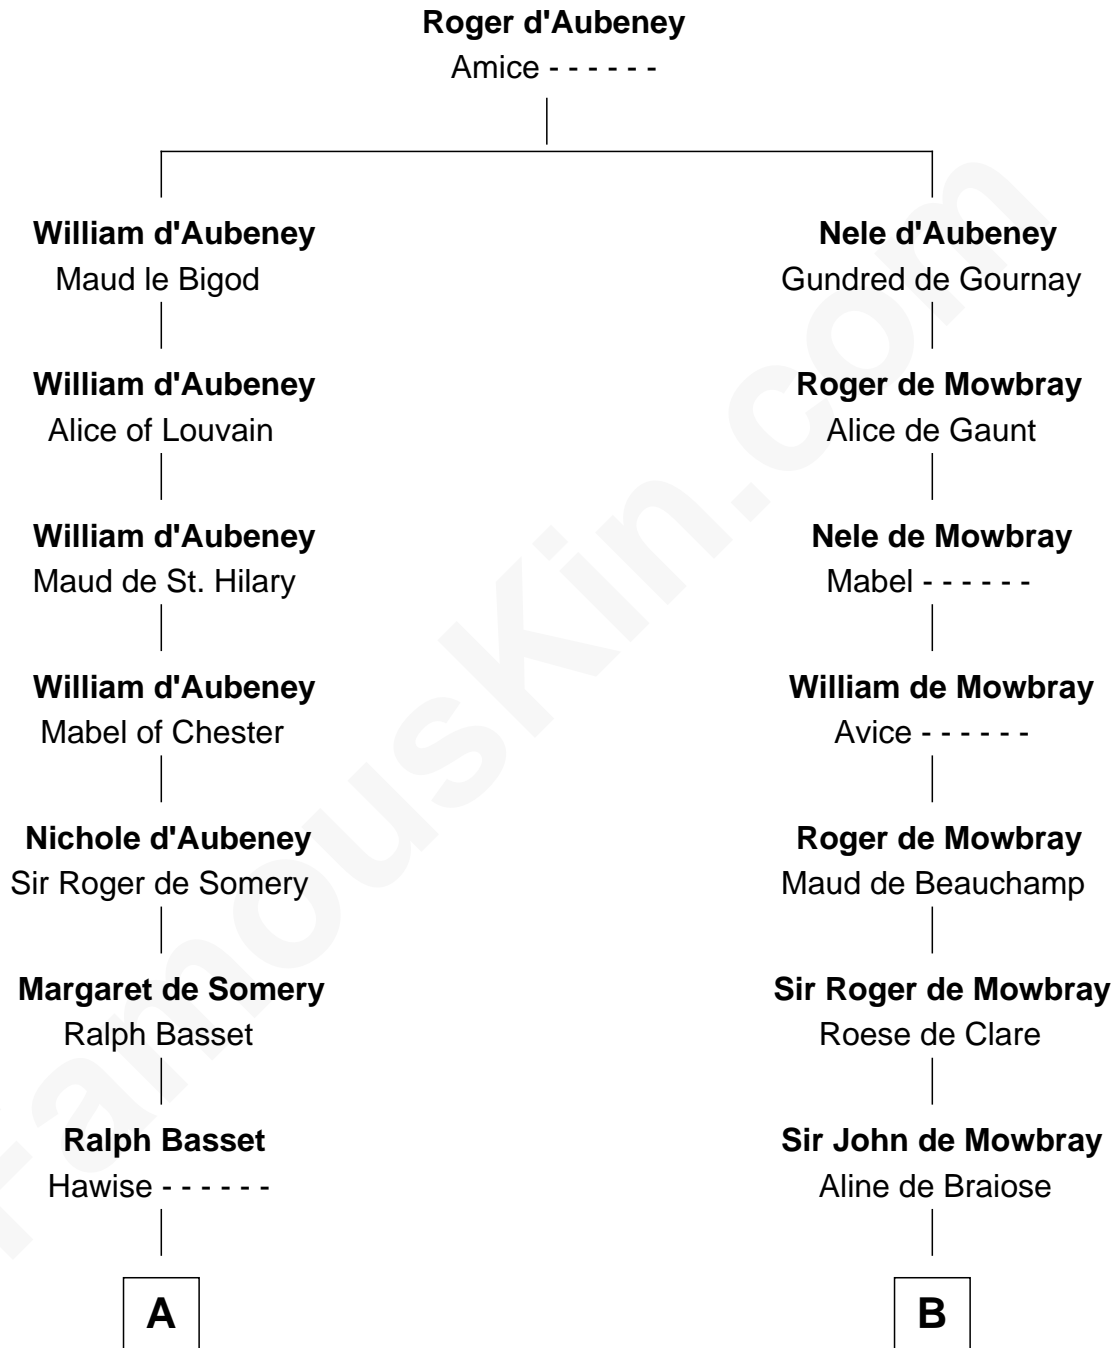 Roger d'Aubeney
Amice - - - - - -
William d'Aubeney
Maud le Bigod
Nele d'Aubeney
Gundred de Gournay
William d'Aubeney
Alice of Louvain
Roger de Mowbray
Alice de Gaunt
William d'Aubeney
Maud de St. Hilary
Nele de Mowbray
Mabel - - - - - -
William d'Aubeney
Mabel of Chester
William de Mowbray
Avice - - - - - -
Nichole d'Aubeney
Sir Roger de Somery
Roger de Mowbray
Maud de Beauchamp
Margaret de Somery
Ralph Basset
Sir Roger de Mowbray
Roese de Clare
Ralph Basset
Hawise - - - - - -
Sir John de Mowbray
Aline de Braiose
A
B
FamousKin.com